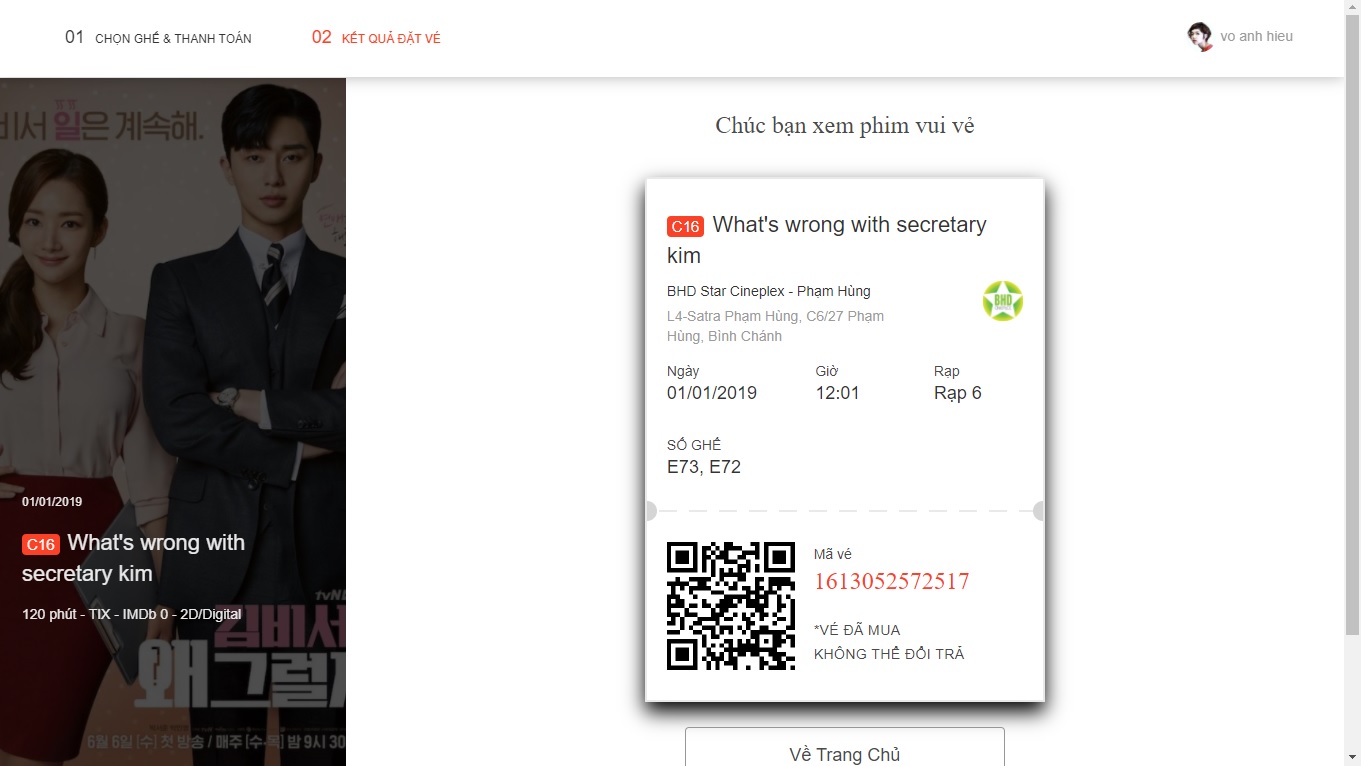 01 CHỌN GHẾ & THANH TOÁN
02 KẾT QUẢ ĐẶT VÉ
vo anh hieu
비서 일은 계속해.
01/01/2019
C16 What's wrong with
secretary kim
120 phút - TIX - IMDb 0 - 2D/Digital
tvN
김비서
왜그럴
6월 6일 [수] 첫 방송 / 매주 [수·목] 밤 9시 30
Chúc bạn xem phim vui vẻ
C16 What's wrong with secretary
kim
BHD Star Cineplex - Phạm Hùng
L4-Satra Phạm Hùng, C6/27 Phạm
Hùng, Bình Chánh
BHD
Ngày
Giờ
Rạp
01/01/2019
12:01
Rạp 6
SỐ GHẾ
E73, E72
Mã vé
1613052572517
*VÉ ĐÃ MUA
KHÔNG THỂ ĐỔI TRẢ
Về Trang Chủ